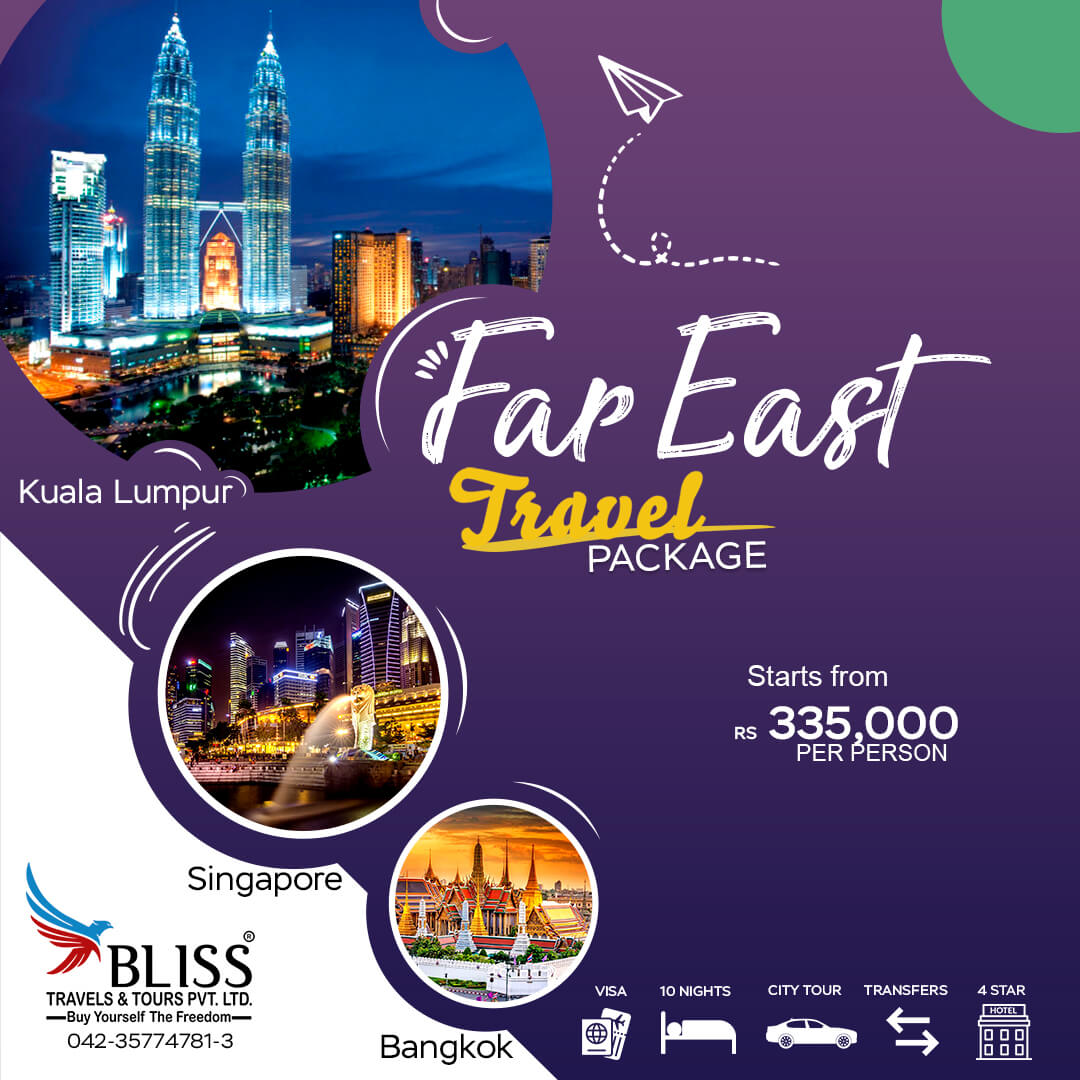 Far East
Travel
PACKAGE
Kuala Lumpur
Starts from
RS 335,000
PER PERSON
Singapore
Bangkok
BLISS®
TRAVELS & TOURS PVT. LTD.
Buy Yourself The Freedom
042-35774781-3
VISA
10 NIGHTS
CITY TOUR
TRANSFERS
4 STAR
HOTEL